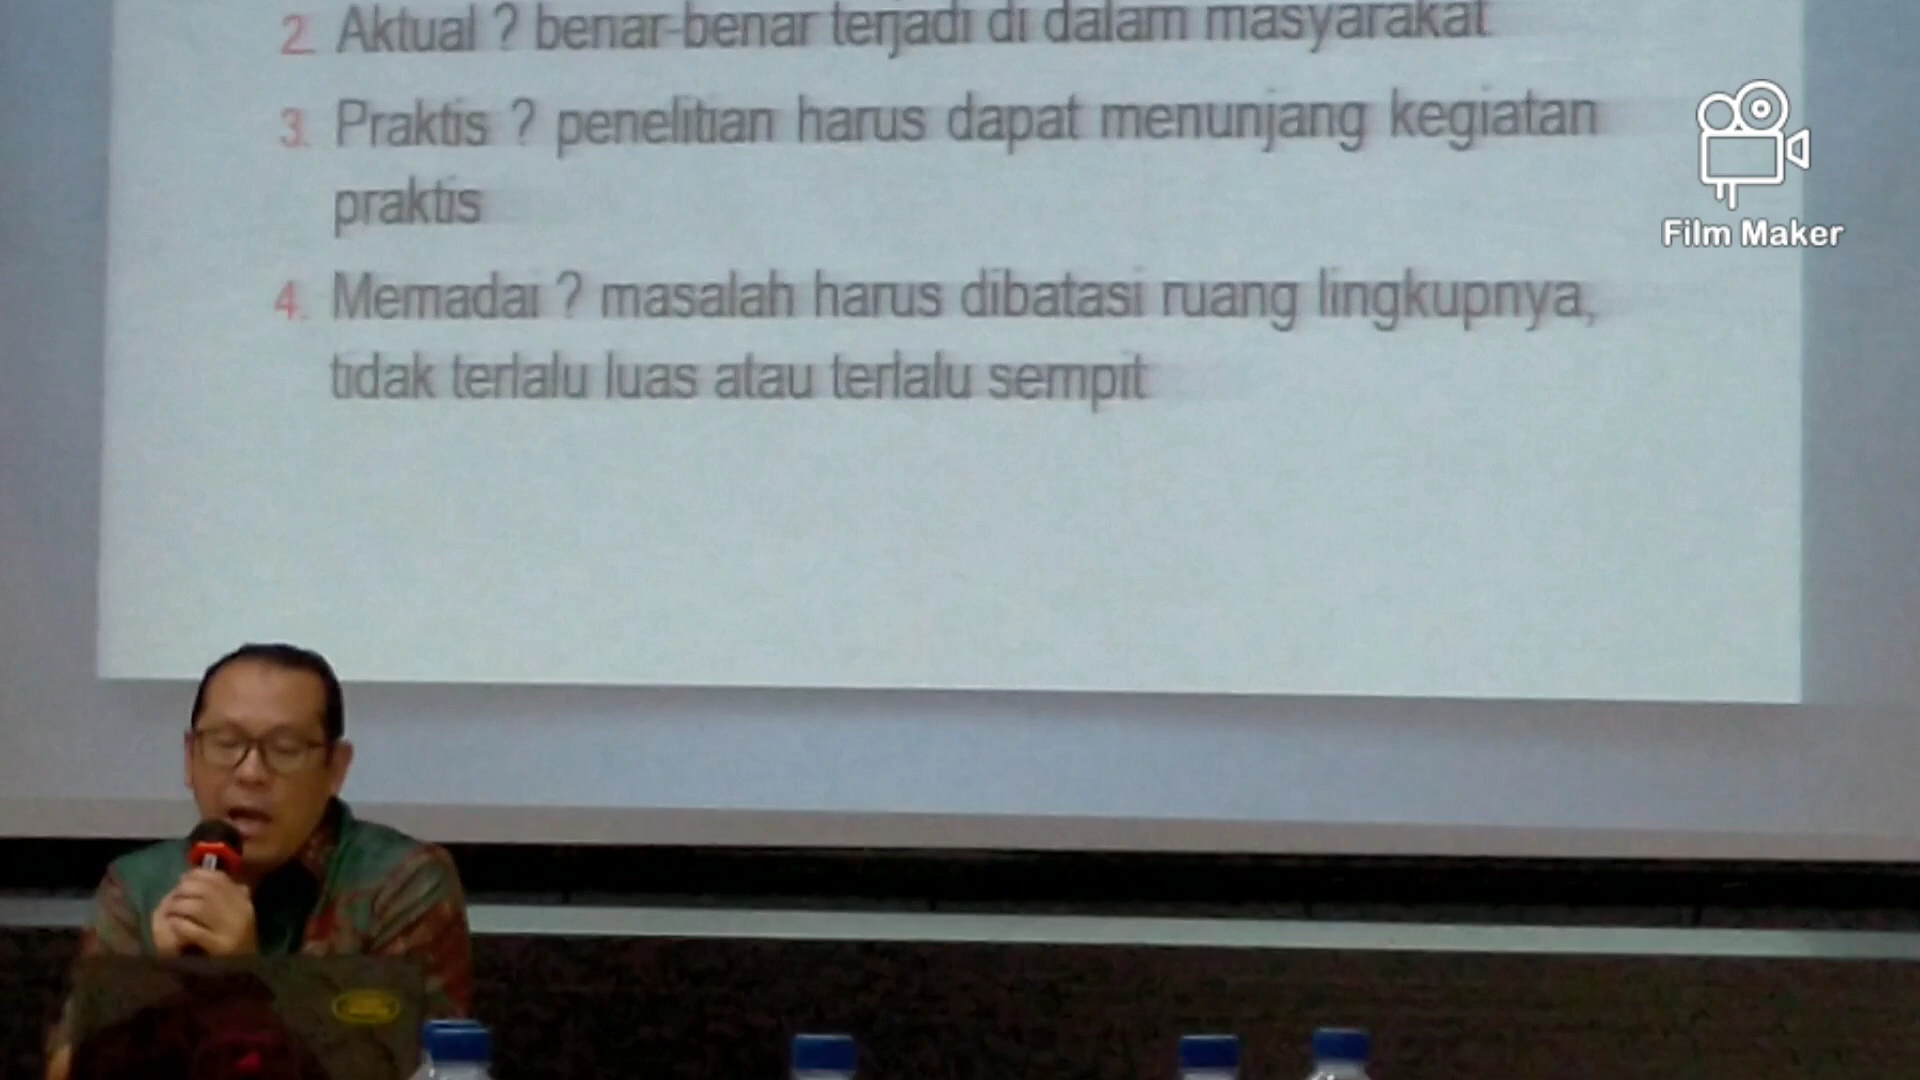 2. Aktual ? benar-benar terjadi di dalam masyarakat
3. Praktis ? penelitian harus dapat menunjang kegiatan
praktis
4. Memadai ? masalah harus dibatasi ruang lingkupnya,
tidak terlalu luas atau terlalu sempit
Film Maker